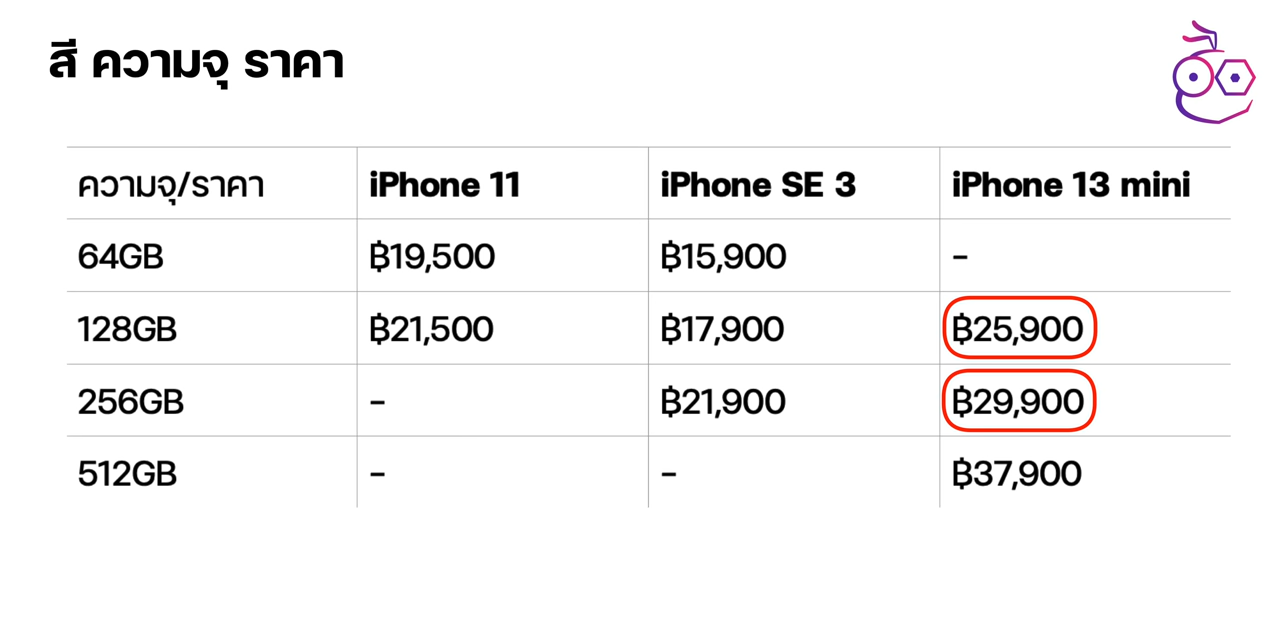 สี ความจุ ราคา
ความจุ/ราคา iPhone 11 iPhone SE 3 iPhone 13 mini
64GB ฿19,500 ฿15,900 –
128GB ฿21,500 ฿17,900 ฿25,900
256GB – ฿21,900 ฿29,900
512GB – – ฿37,900